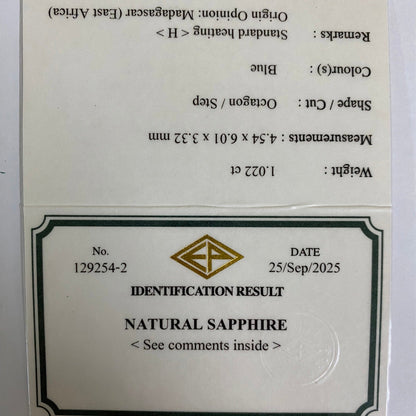 Weight : 1.022 ct
Measurements : 4.54 x 6.01 x 3.32 mm
Shape / Cut : Octagon / Step
Colour(s) : Blue
Remarks : Standard heating < H >
Origin Opinion: Madagascar (East Africa)
No.
129254-2
DATE
25/Sep/2025
IDENTIFICATION RESULT
NATURAL SAPPHIRE
< See comments inside >